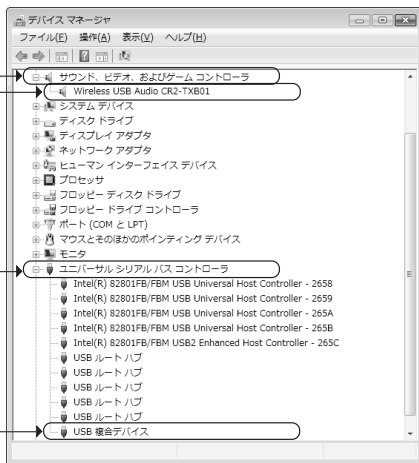 デバイス マネージャ
ファイル(F) 操作(A) 表示(V) ヘルプ(H)
サウンド、ビデオ、およびゲーム コントローラ
Wireless USB Audio CR2-TXB01
システム デバイス
ディスク ドライブ
ディスプレイ アダプタ
ネットワーク アダプタ
ヒューマン インターフェイス デバイス
プロセッサ
フロッピー ディスク ドライブ
フロッピー ドライブ コントローラ
ポート (COM と LPT)
マウスとそのほかのポインティング デバイス
モニタ
ユニバーサル シリアル バス コントローラ
Intel(R) 82801FB/FBM USB Universal Host Controller - 2658
Intel(R) 82801FB/FBM USB Universal Host Controller - 2659
Intel(R) 82801FB/FBM USB Universal Host Controller - 265A
Intel(R) 82801FB/FBM USB Universal Host Controller - 265B
Intel(R) 82801FB/FBM USB2 Enhanced Host Controller - 265C
USB ルート ハブ
USB ルート ハブ
USB ルート ハブ
USB ルート ハブ
USB ルート ハブ
USB 複合デバイス